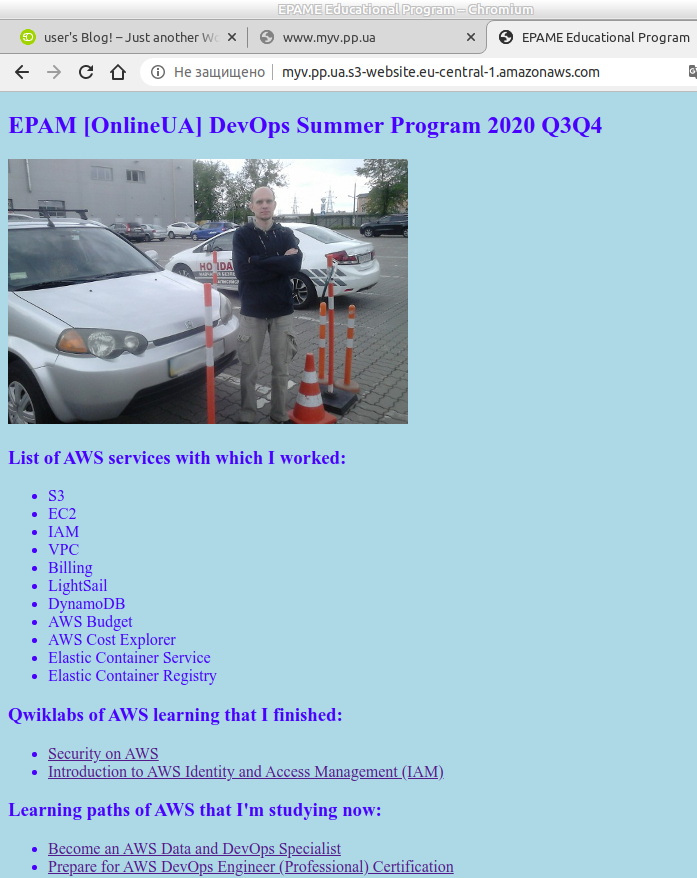 EPAME Educational Program – Chromium
user's Blog! – Just another Wo
www.myv.pp.ua
EPAME Educational Program
Не защищено
myv.pp.ua.s3-website.eu-central-1.amazonaws.com
EPAM [OnlineUA] DevOps Summer Program 2020 Q3Q4
List of AWS services with which I worked:
S3
EC2
IAM
VPC
Billing
LightSail
DynamoDB
AWS Budget
AWS Cost Explorer
Elastic Container Service
Elastic Container Registry
Qwiklabs of AWS learning that I finished:
Security on AWS
Introduction to AWS Identity and Access Management (IAM)
Learning paths of AWS that I'm studying now:
Become an AWS Data and DevOps Specialist
Prepare for AWS DevOps Engineer (Professional) Certification